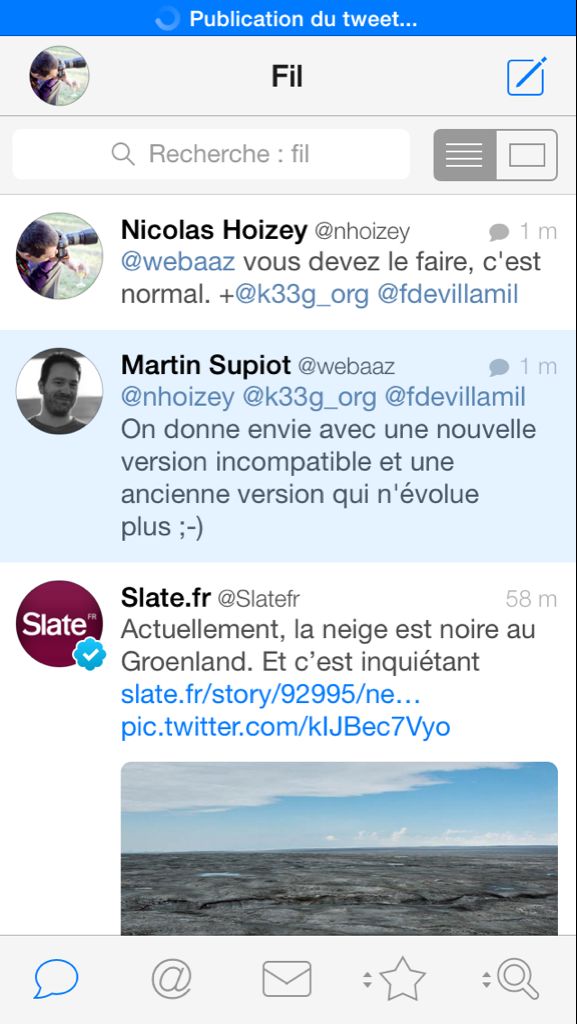 Publication du tweet...
Fil
Recherche : fil
Nicolas Hoizey @nhoizey 1 m
@webaaz vous devez le faire, c'est
normal. +@k33g_org @fdevillamil
Martin Supiot @webaaz 1 m
@nhoizey @k33g_org @fdevillamil
On donne envie avec une nouvelle
version incompatible et une
ancienne version qui n'évolue
plus ;-)
Slate FR
Slate.fr @Slatefr 58 m
Actuellement, la neige est noire au
Groenland. Et c’est inquiétant
slate.fr/story/92995/ne…
pic.twitter.com/kIJBec7Vyo